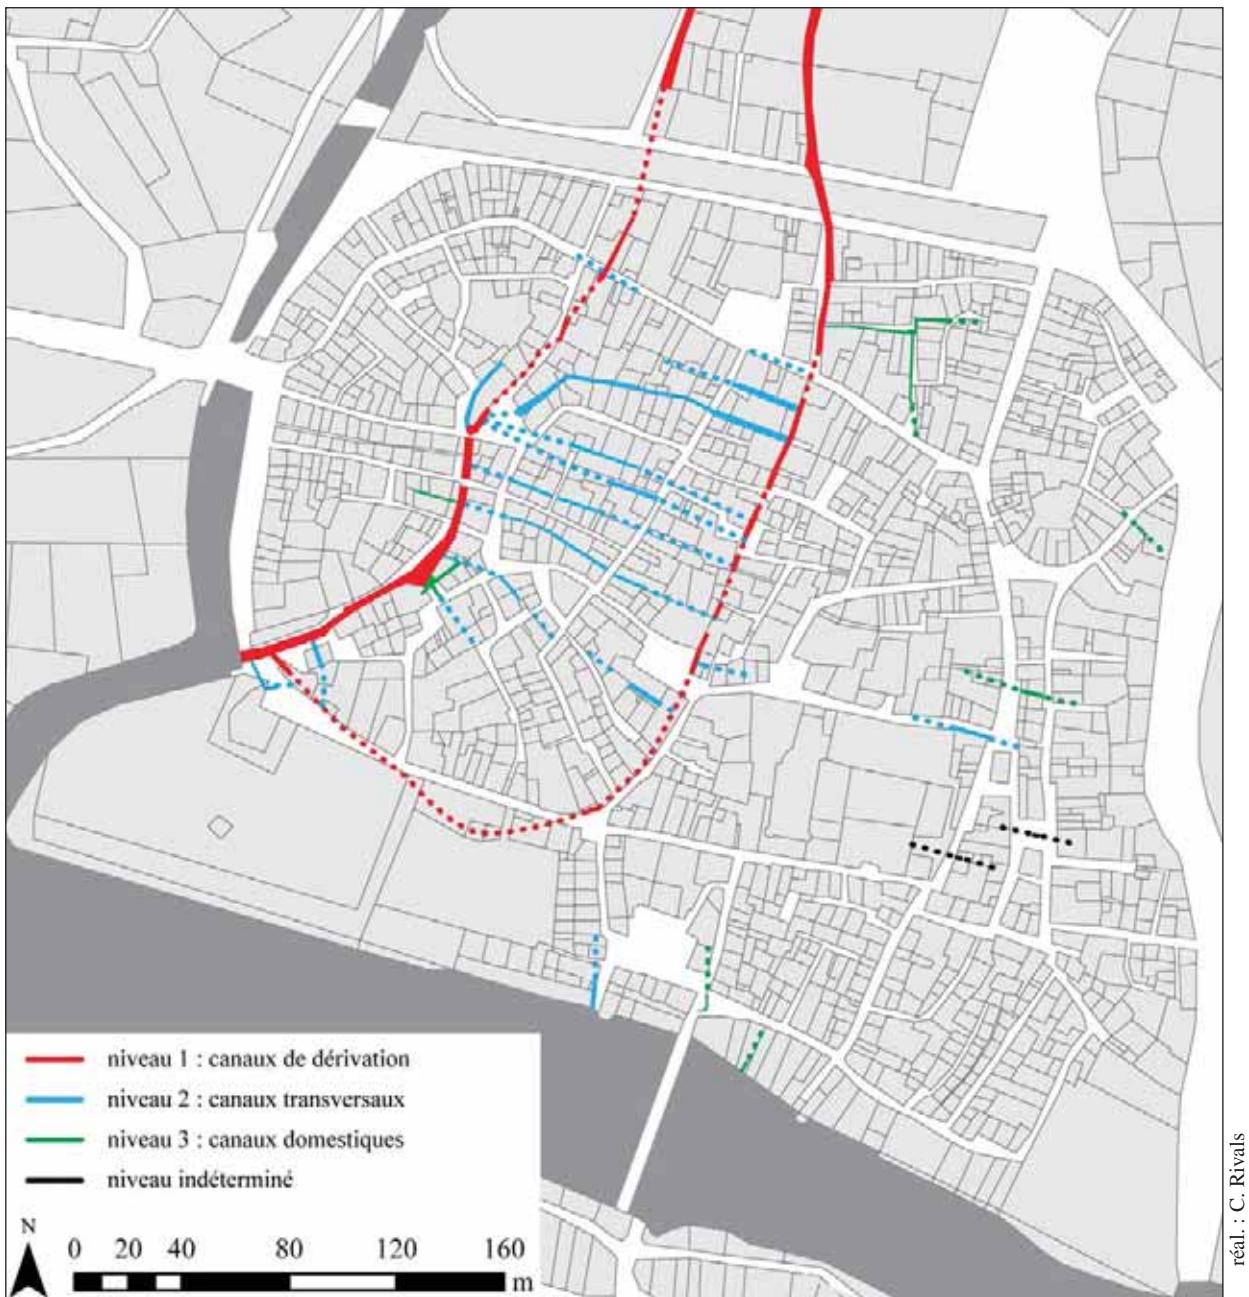 niveau 1 : canaux de dérivation
niveau 2 : canaux transversaux
niveau 3 : canaux domestiques
niveau indéterminé
N
0 20 40 80 120 160
m
réal. : C. Rivals